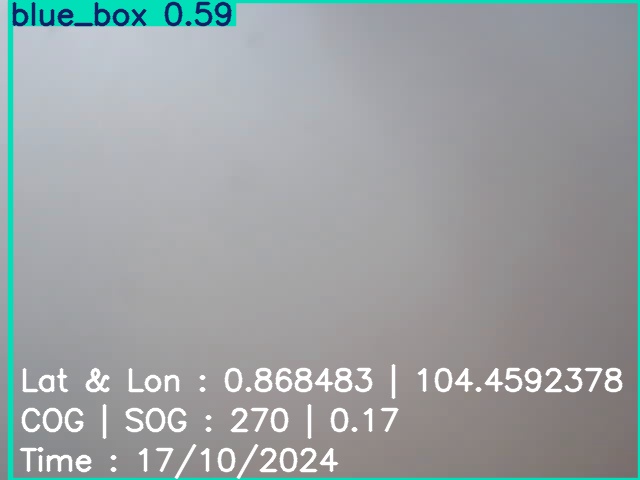 blue_box 0.59
Lat & Lon : 0.868483 | 104.4592378
COG | SOG : 270 | 0.17
Time : 17/10/2024